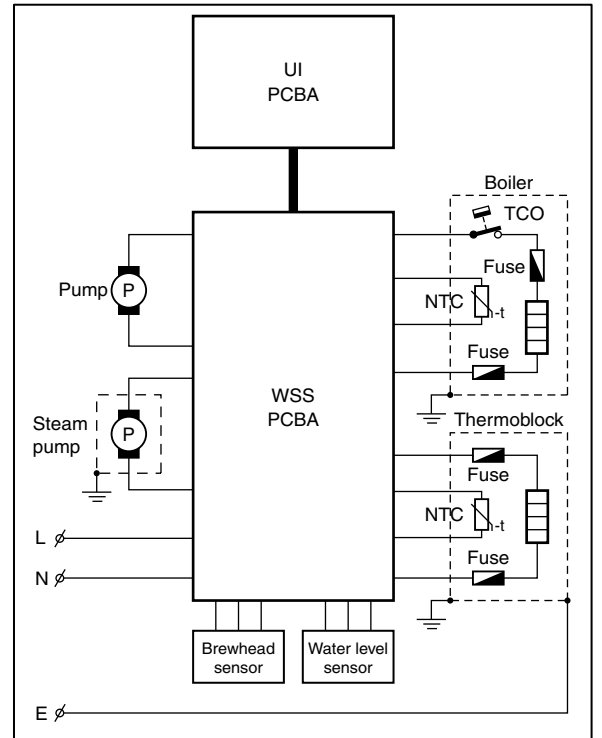 UI
PCBA
Boiler
TCO
Fuse
Pump
P
NTC
-t
Fuse
WSS
PCBA
Steam
pump
P
Thermoblock
Fuse
NTC
-t
L
Fuse
N
Brewhead
sensor
Water level
sensor
E